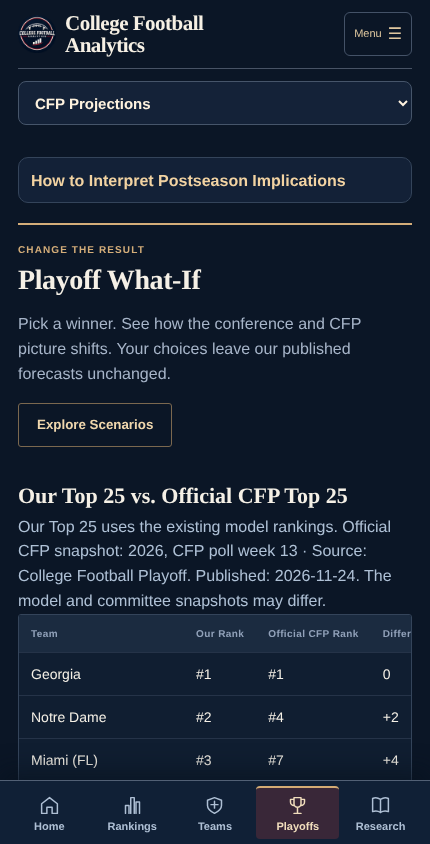 College Football
Analytics
Menu
CFP Projections
How to Interpret Postseason Implications
CHANGE THE RESULT
Playoff What-If
Pick a winner. See how the conference and CFP
picture shifts. Your choices leave our published
forecasts unchanged.
Explore Scenarios
Our Top 25 vs. Official CFP Top 25
Our Top 25 uses the existing model rankings. Official
CFP snapshot: 2026, CFP poll week 13 · Source:
College Football Playoff. Published: 2026-11-24. The
model and committee snapshots may differ.
Team Our Rank Official CFP Rank Differ
Georgia #1 #1 0
Notre Dame #2 #4 +2
Miami (FL) #3 #7 +4
Home Rankings Teams Playoffs Research